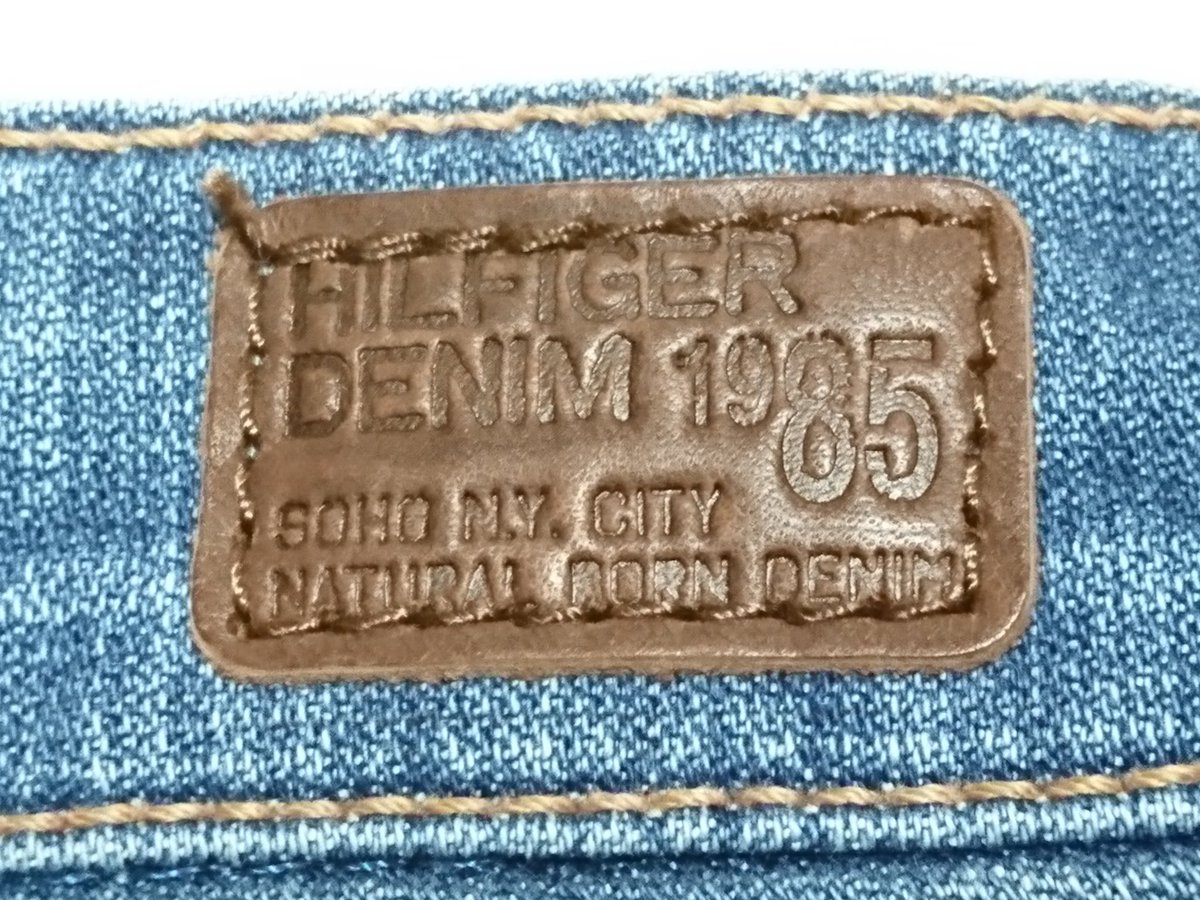 HILFIGER
DENIM 1985
SOHO N.Y. CITY
NATURAL BORN DENIM